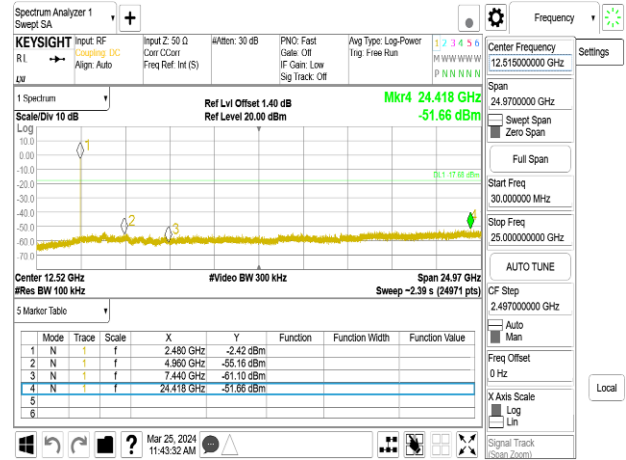 Spectrum Analyzer 1
Swept SA
+
Frequency
KEYSIGHT
Input: RF
Input Z: 50 Ω
#Atten: 30 dB
PNO: Fast
Avg Type: Log-Power
1 2 3 4 5 6
R L
Coupling: DC
Corr CCorr
Gate: Off
Trig: Free Run
M W W W W W
Align: Auto
Freq Ref: Int (S)
IF Gain: Low
P N N N N N
LXI
Sig Track: Off
1 Spectrum
Scale/Div 10 dB
Ref Lvl Offset 1.40 dB
Ref Level 20.00 dBm
Mkr4 24.418 GHz
-51.66 dBm
Log
10.0
0.00
-10.0
-20.0
-30.0
-40.0
-50.0
-60.0
-70.0
1
2
3
4
Center 12.52 GHz
#Video BW 300 kHz
Span 24.97 GHz
#Res BW 100 kHz
Sweep ~2.39 s (24971 pts)
5 Marker Table
Mode Trace Scale X Y Function Function Width Function Value
1 N 1 f 2.480 GHz -2.42 dBm
2 N 1 f 4.960 GHz -55.16 dBm
3 N 1 f 7.440 GHz -61.10 dBm
4 N 1 f 24.418 GHz -51.66 dBm
5
6
?
Mar 25, 2024
11:43:32 AM
Center Frequency
12.515000000 GHz
Settings
Span
24.9700000 GHz
Swept Span
Zero Span
Full Span
Start Freq
30.000000 MHz
Stop Freq
25.000000000 GHz
AUTO TUNE
CF Step
2.497000000 GHz
Auto
Man
Freq Offset
0 Hz
X Axis Scale
Log
Lin
Local
Signal Track
(Span Zoom)